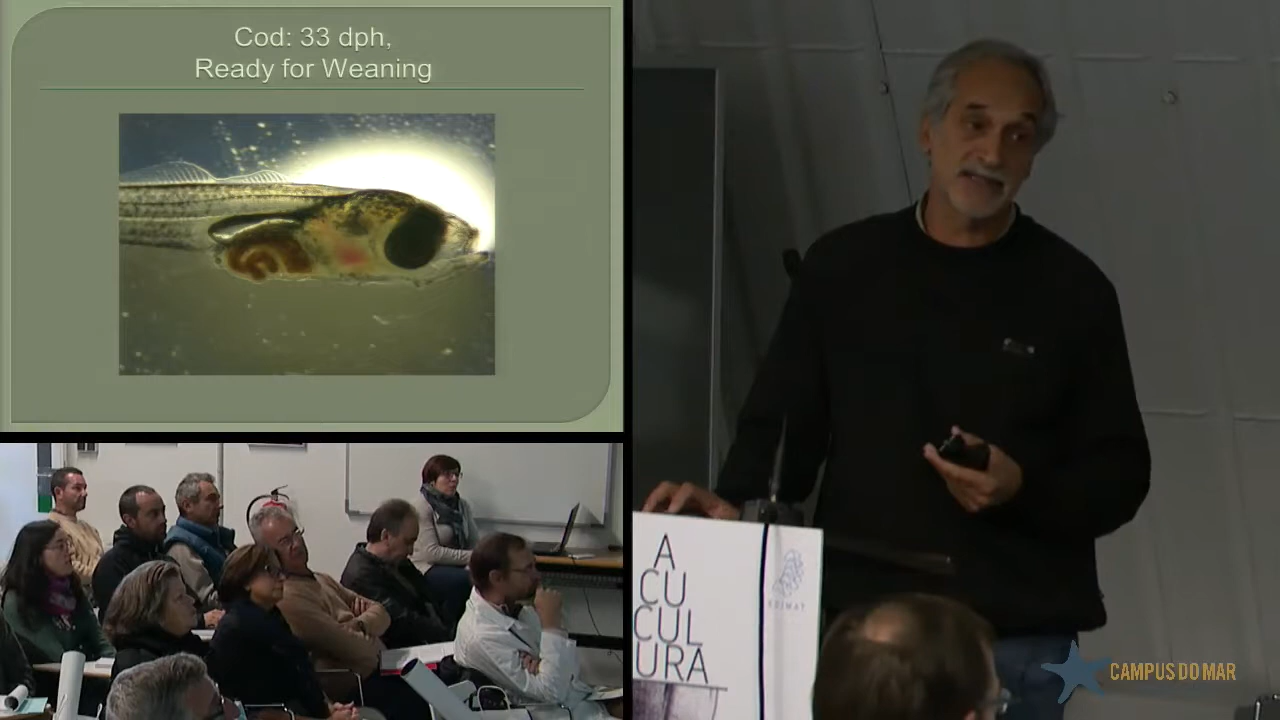 Cod: 33 dph,
Ready for Weaning
A
CU
CUL
URA
CAMPUS DO MAR